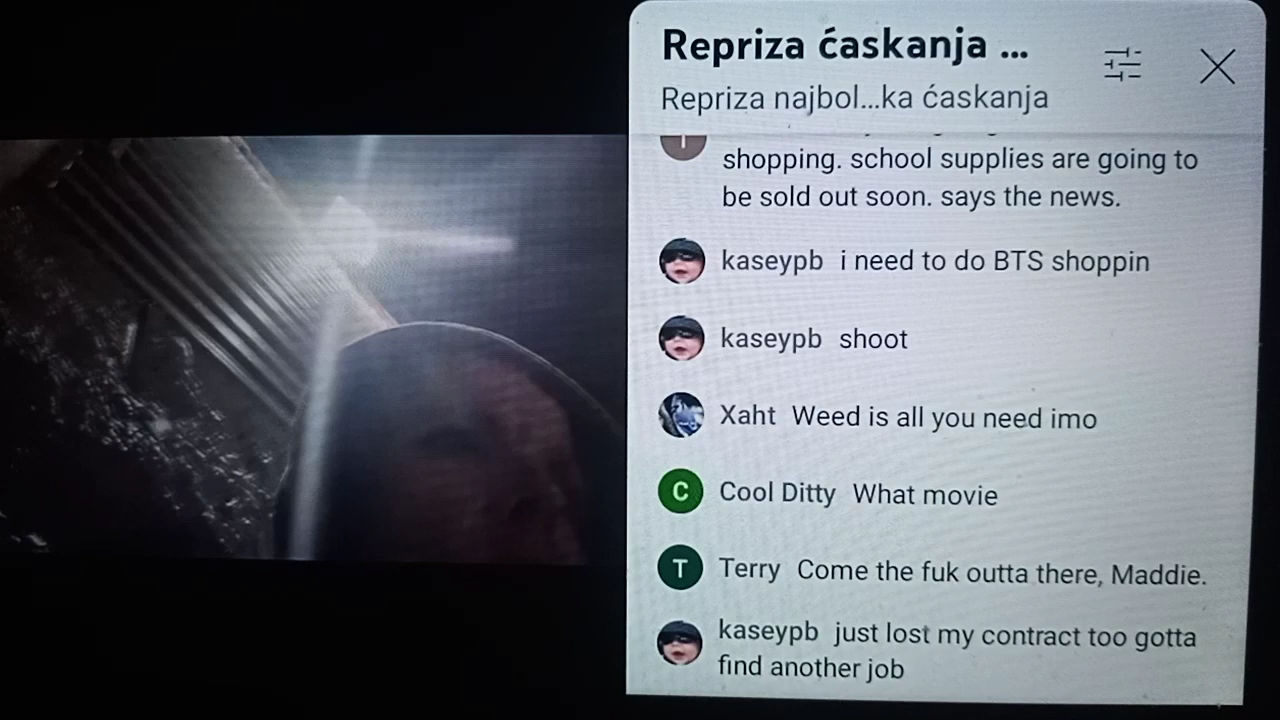 Repriza ćaskanja ...
Repriza najbol...ka ćaskanja
shopping. school supplies are going to
be sold out soon. says the news.
kaseypb i need to do BTS shoppin
kaseypb shoot
Xaht Weed is all you need imo
C Cool Ditty What movie
T Terry Come the fuk outta there, Maddie.
kaseypb just lost my contract too gotta
find another job